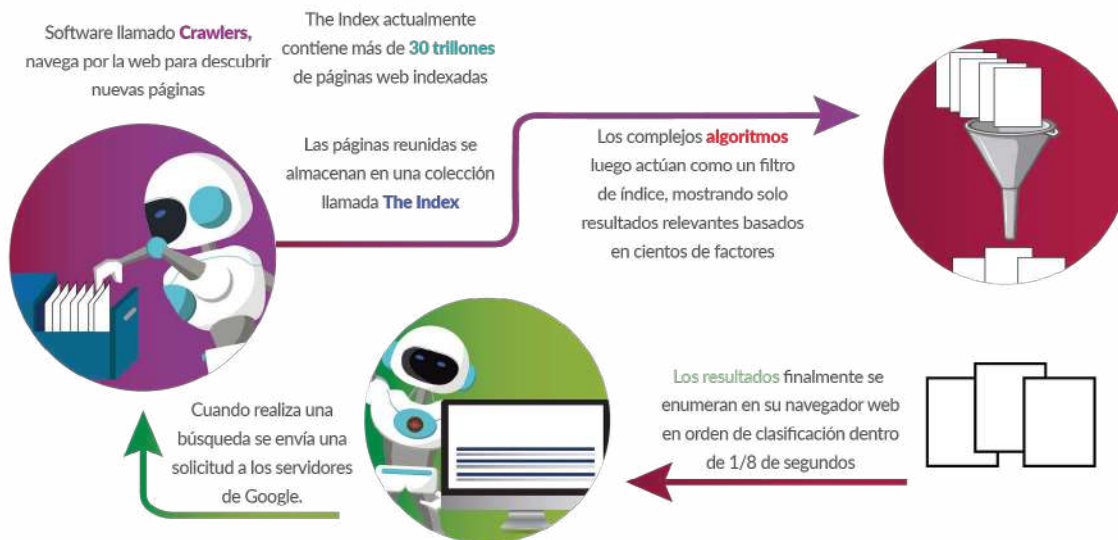 Software llamado Crawlers,
navega por la web para descubrir
nuevas páginas
The Index actualmente
contiene más de 30 trillones
de páginas web indexadas
Las páginas reunidas se
almacenan en una colección
llamada The Index
Los complejos algoritmos
luego actúan como un filtro
de índice, mostrando solo
resultados relevantes basados
en cientos de factores
Los resultados finalmente se
enumeran en su navegador web
en orden de clasificación dentro
de 1/8 de segundos
Cuando realiza una
búsqueda se envía una
solicitud a los servidores
de Google.